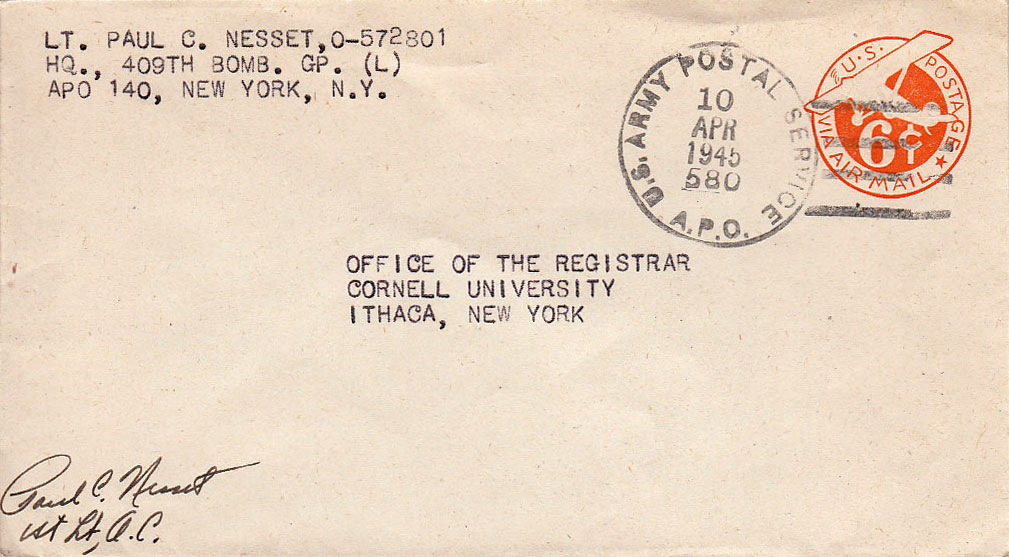 LT. PAUL C. NESSET,O-572801
HQ., 409TH BOMB. GP. (L)
APO 140, NEW YORK, N.Y.
U.S. ARMY POSTAL SERVICE
10
APR
1945
580
A.P.O.
U.S. POSTAGE
6¢
VIA AIR MAIL
OFFICE OF THE REGISTRAR
CORNELL UNIVERSITY
ITHACA, NEW YORK
Paul C. Nesset
1st Lt, A.C.